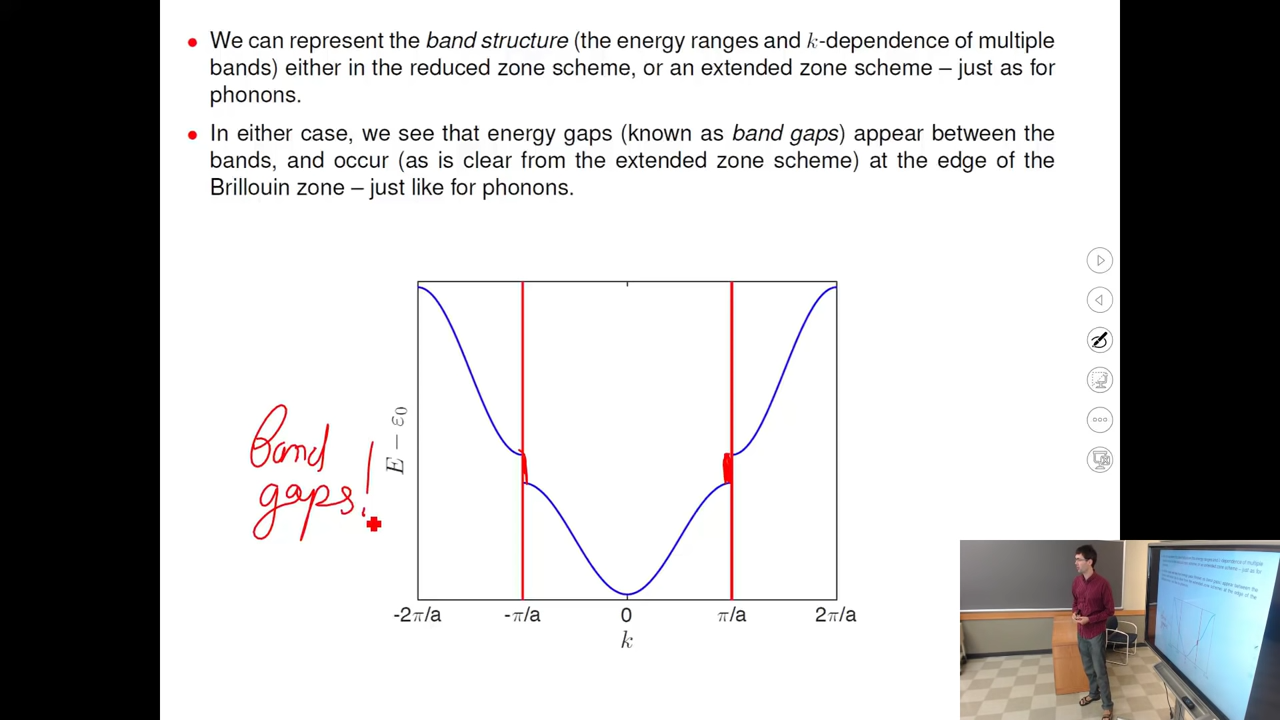 • We can represent the band structure (the energy ranges and k-dependence of multiple
bands) either in the reduced zone scheme, or an extended zone scheme – just as for
phonons.
• In either case, we see that energy gaps (known as band gaps) appear between the
bands, and occur (as is clear from the extended zone scheme) at the edge of the
Brillouin zone – just like for phonons.
band
gaps!
E − ε₀
-2π/a -π/a 0 π/a 2π/a
k